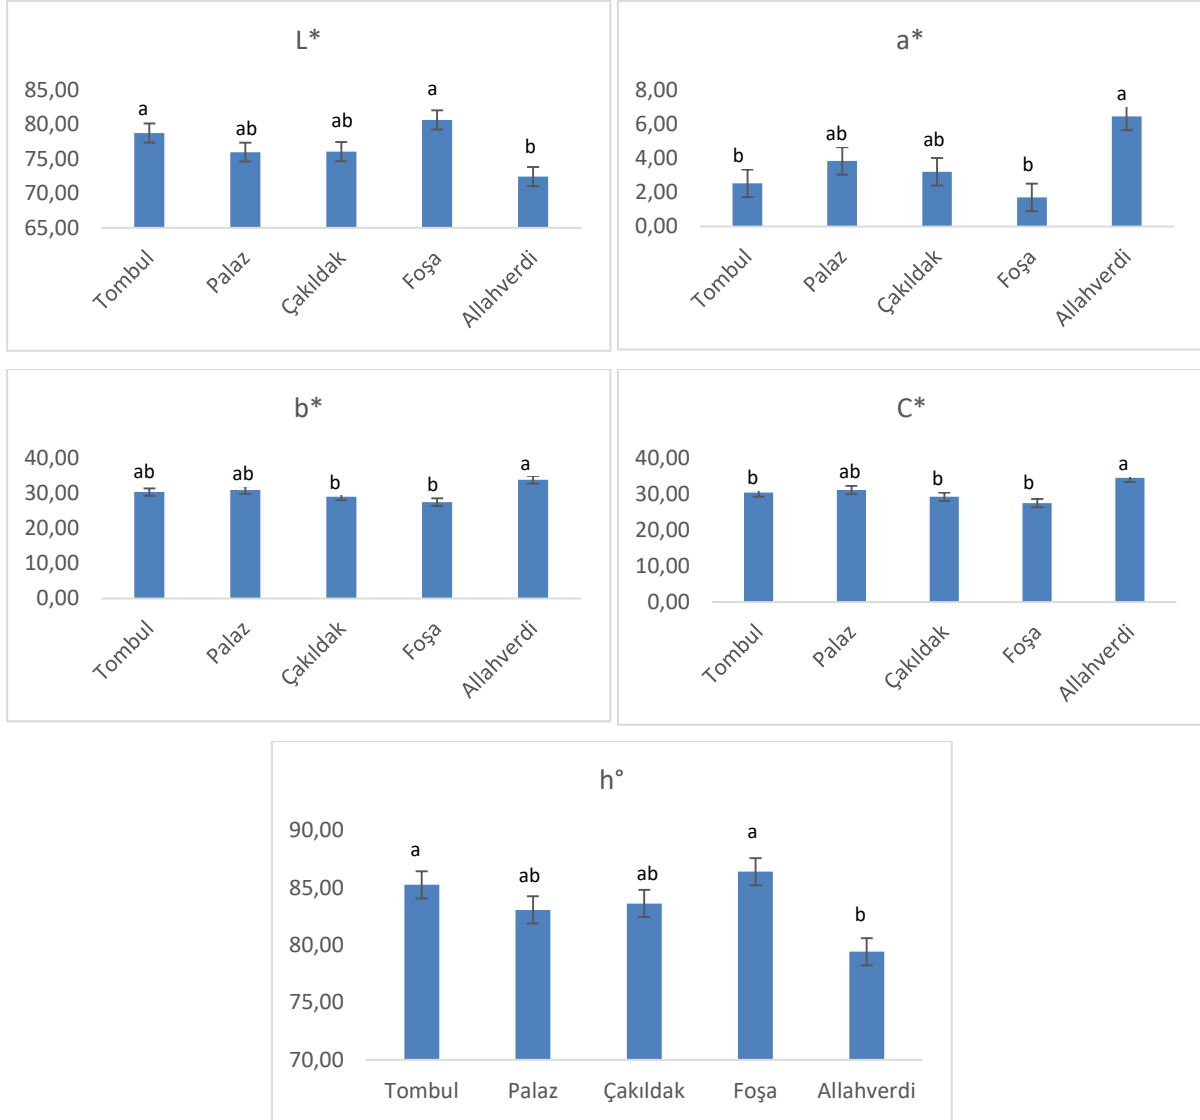 L*
85,00
80,00
75,00
70,00
65,00
a
ab
ab
a
b
Tombul
Palaz
Çakıldak
Foşa
Allahverdi
a*
8,00
6,00
4,00
2,00
0,00
b
ab
ab
b
a
Tombul
Palaz
Çakıldak
Foşa
Allahverdi
b*
40,00
30,00
20,00
10,00
0,00
ab
ab
b
b
a
Tombul
Palaz
Çakıldak
Foşa
Allahverdi
C*
40,00
30,00
20,00
10,00
0,00
b
ab
b
b
a
Tombul
Palaz
Çakıldak
Foşa
Allahverdi
h°
90,00
85,00
80,00
75,00
70,00
a
ab
ab
a
b
Tombul
Palaz
Çakıldak
Foşa
Allahverdi